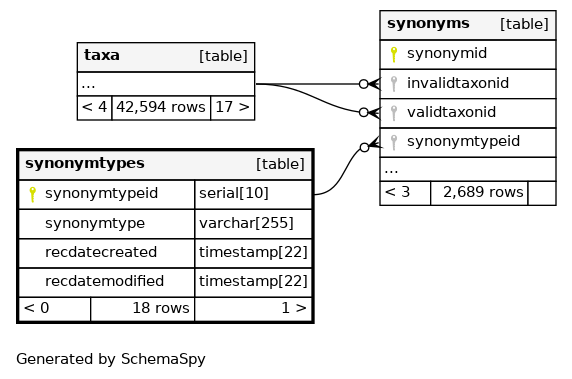 taxa [table]
...
< 4 42,594 rows 17 >
synonyms [table]
synonymid
invalidtaxonid
validtaxonid
synonymtypeid
...
< 3 2,689 rows
synonymtypes [table]
synonymtypeid serial[10]
synonymtype varchar[255]
recdatecreated timestamp[22]
recdatemodified timestamp[22]
< 0 18 rows 1 >
Generated by SchemaSpy